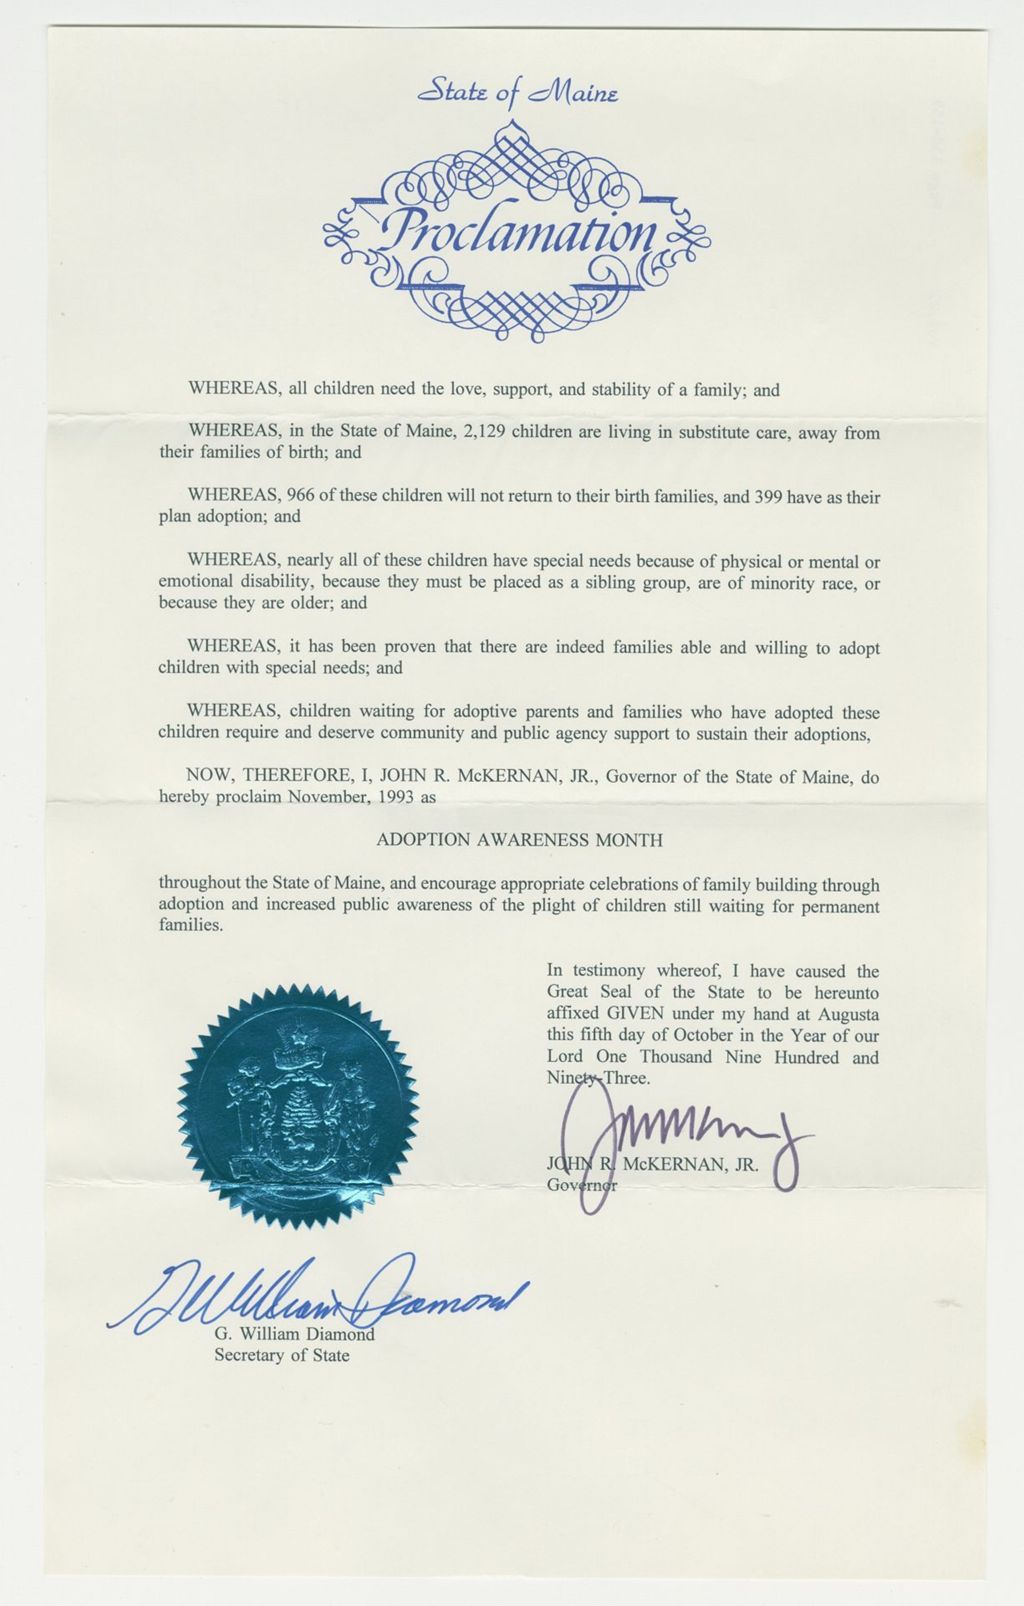 State of Maine
Proclamation
WHEREAS, all children need the love, support, and stability of a family; and
WHEREAS, in the State of Maine, 2,129 children are living in substitute care, away from
their families of birth; and
WHEREAS, 966 of these children will not return to their birth families, and 399 have as their
plan adoption; and
WHEREAS, nearly all of these children have special needs because of physical or mental or
emotional disability, because they must be placed as a sibling group, are of minority race, or
because they are older; and
WHEREAS, it has been proven that there are indeed families able and willing to adopt
children with special needs; and
WHEREAS, children waiting for adoptive parents and families who have adopted these
children require and deserve community and public agency support to sustain their adoptions,
NOW, THEREFORE, I, JOHN R. McKERNAN, JR., Governor of the State of Maine, do
hereby proclaim November, 1993 as
ADOPTION AWARENESS MONTH
throughout the State of Maine, and encourage appropriate celebrations of family building through
adoption and increased public awareness of the plight of children still waiting for permanent
families.
In testimony whereof, I have caused the
Great Seal of the State to be hereunto
affixed GIVEN under my hand at Augusta
this fifth day of October in the Year of our
Lord One Thousand Nine Hundred and
Ninety-Three.
JOHN R. McKERNAN, JR.
Governor
G William Diamond
G. William Diamond
Secretary of State